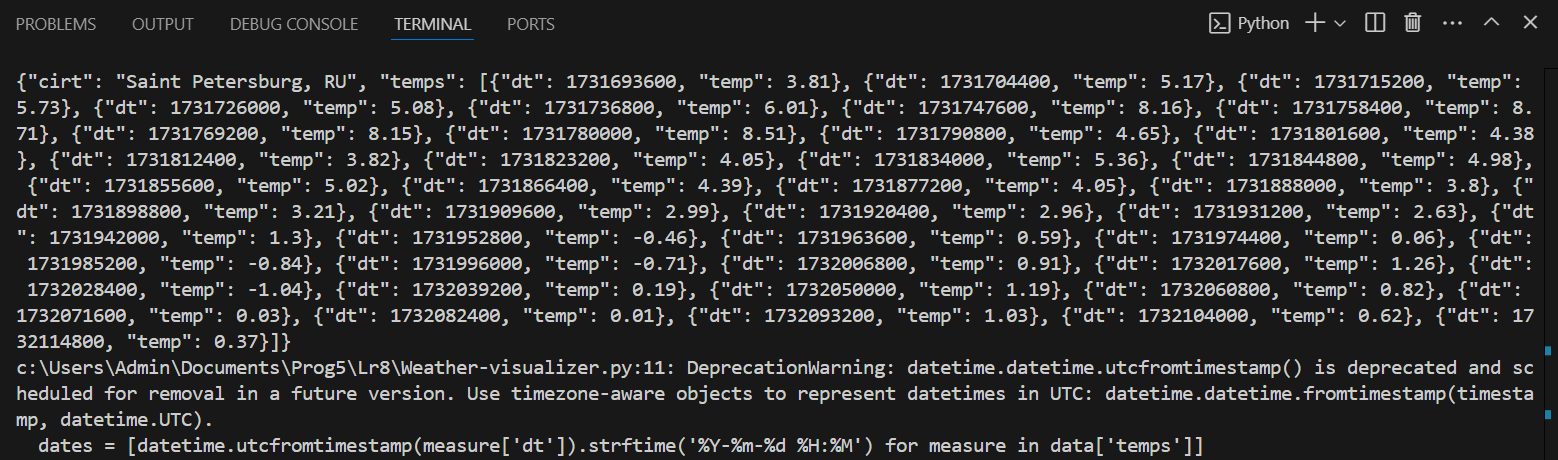 PROBLEMS OUTPUT DEBUG CONSOLE TERMINAL PORTS Python
{"cirt": "Saint Petersburg, RU", "temps": [{"dt": 1731693600, "temp": 3.81}, {"dt": 1731704400, "temp": 5.17}, {"dt": 1731715200, "temp":
5.73}, {"dt": 1731726000, "temp": 5.08}, {"dt": 1731736800, "temp": 6.01}, {"dt": 1731747600, "temp": 8.16}, {"dt": 1731758400, "temp": 8.
71}, {"dt": 1731769200, "temp": 8.15}, {"dt": 1731780000, "temp": 8.51}, {"dt": 1731790800, "temp": 4.65}, {"dt": 1731801600, "temp": 4.38
}, {"dt": 1731812400, "temp": 3.82}, {"dt": 1731823200, "temp": 4.05}, {"dt": 1731834000, "temp": 5.36}, {"dt": 1731844800, "temp": 4.98},
{"dt": 1731855600, "temp": 5.02}, {"dt": 1731866400, "temp": 4.39}, {"dt": 1731877200, "temp": 4.05}, {"dt": 1731888000, "temp": 3.8}, {"
dt": 1731898800, "temp": 3.21}, {"dt": 1731909600, "temp": 2.99}, {"dt": 1731920400, "temp": 2.96}, {"dt": 1731931200, "temp": 2.63}, {"dt
": 1731942000, "temp": 1.3}, {"dt": 1731952800, "temp": -0.46}, {"dt": 1731963600, "temp": 0.59}, {"dt": 1731974400, "temp": 0.06}, {"dt":
1731985200, "temp": -0.84}, {"dt": 1731996000, "temp": -0.71}, {"dt": 1732006800, "temp": 0.91}, {"dt": 1732017600, "temp": 1.26}, {"dt":
1732028400, "temp": -1.04}, {"dt": 1732039200, "temp": 0.19}, {"dt": 1732050000, "temp": 1.19}, {"dt": 1732060800, "temp": 0.82}, {"dt":
1732071600, "temp": 0.03}, {"dt": 1732082400, "temp": 0.01}, {"dt": 1732093200, "temp": 1.03}, {"dt": 1732104000, "temp": 0.62}, {"dt": 17
32114800, "temp": 0.37}]}
c:\Users\Admin\Documents\Prog5\Lr8\Weather-visualizer.py:11: DeprecationWarning: datetime.datetime.utcfromtimestamp() is deprecated and sc
heduled for removal in a future version. Use timezone-aware objects to represent datetimes in UTC: datetime.datetime.fromtimestamp(timesta
mp, datetime.UTC).
dates = [datetime.utcfromtimestamp(measure['dt']).strftime('%Y-%m-%d %H:%M') for measure in data['temps']]